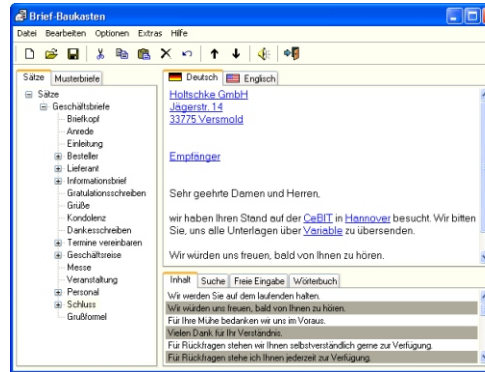 Brief-Baukasten
Datei Bearbeiten Optionen Extras Hilfe
Sätze Musterbriefe
Sätze
Geschäftsbriefe
Briefkopf
Anrede
Einleitung
Besteller
Lieferant
Informationsbrief
Gratulationsschreiben
Grüße
Kondolenz
Dankesschreiben
Termine vereinbaren
Geschäftsreise
Messe
Veranstaltung
Personal
Schluss
Grußformel
Deutsch Englisch
Holtschke GmbH
Jägerstr. 14
33775 Versmold
Empfänger
Sehr geehrte Damen und Herren,
wir haben Ihren Stand auf der CeBIT in Hannover besucht. Wir bitten
Sie, uns alle Unterlagen über Variable zu übersenden.
Wir würden uns freuen, bald von Ihnen zu hören.
Inhalt Suche Freie Eingabe Wörterbuch
Wir werden Sie auf dem laufenden halten.
Wir würden uns freuen, bald von Ihnen zu hören.
Für Ihre Mühe bedanken wir uns im Voraus.
Vielen Dank für Ihr Verständnis.
Für Rückfragen stehen wir Ihnen selbstverständlich gerne zur Verfügung.
Für Rückfragen stehe ich Ihnen jederzeit zur Verfügung.